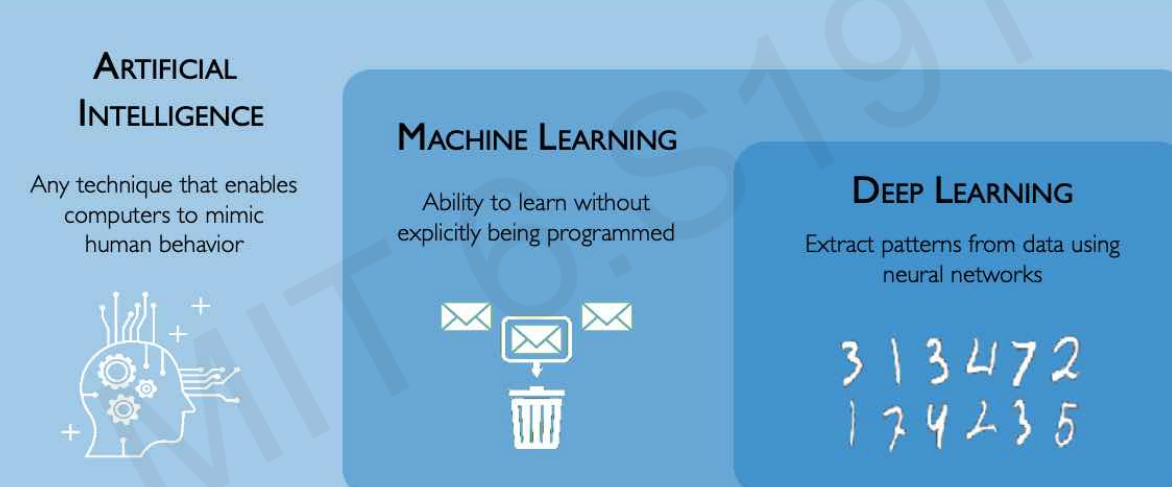 ARTIFICIAL
INTELLIGENCE
Any technique that enables
computers to mimic
human behavior
MACHINE LEARNING
Ability to learn without
explicitly being programmed
DEEP LEARNING
Extract patterns from data using
neural networks
3 1 3 4 7 2
1 7 4 2 3 5
MIT 6.S191